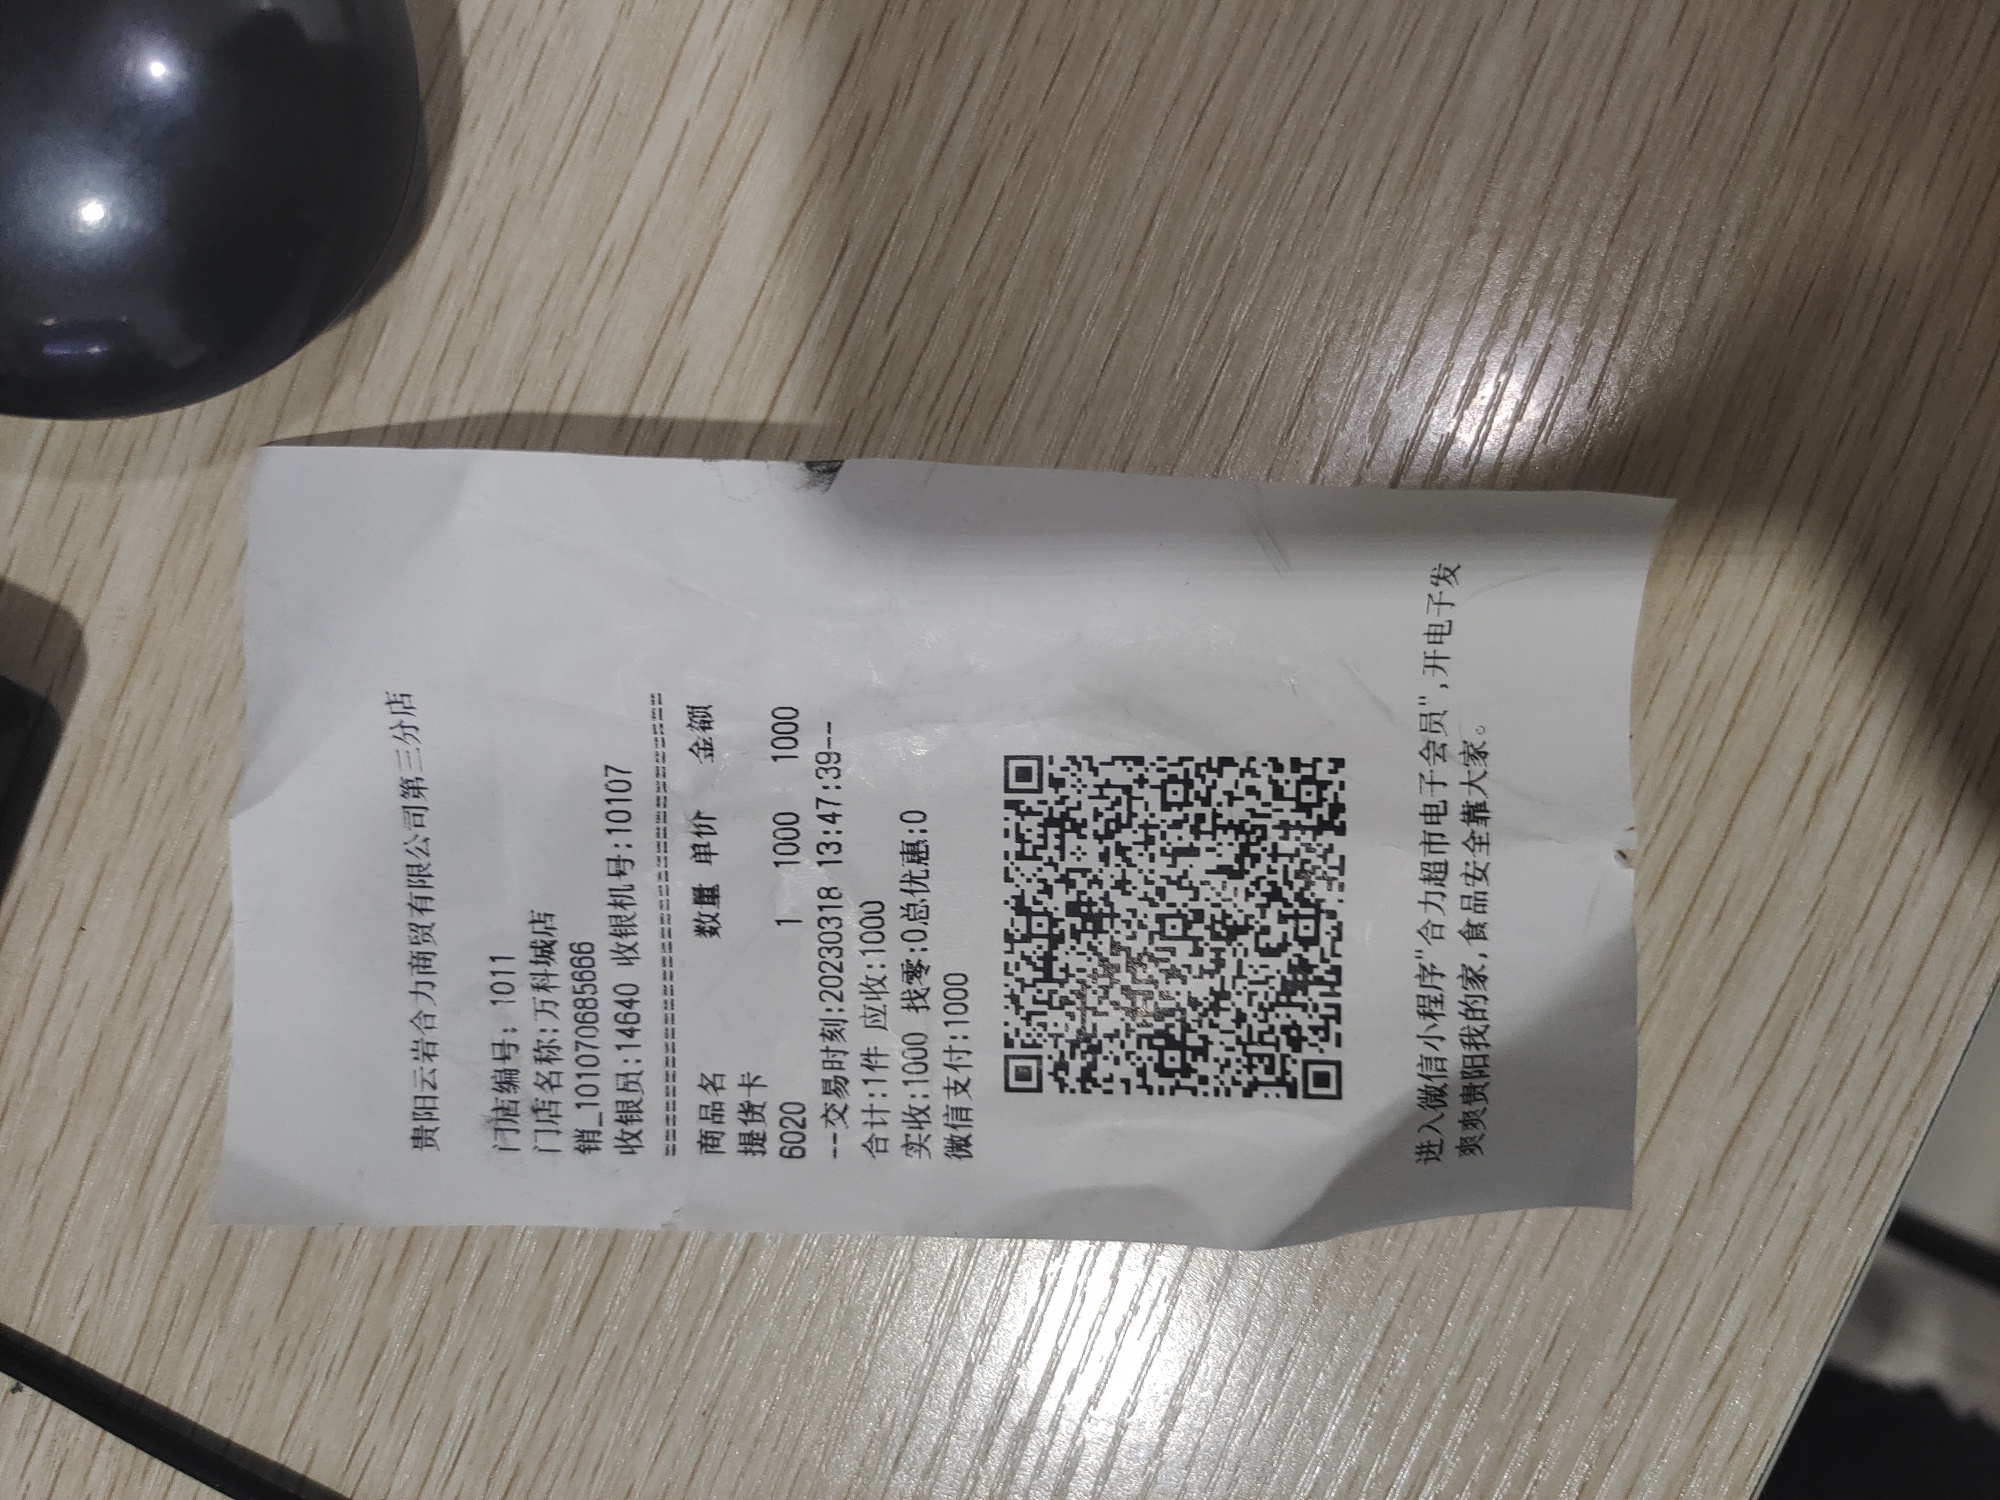 贵阳云岩合力商贸有限公司第三分店
门店编号: 1011
门店名称:万科城店
销_101070685666
收银员:14640 收银机号:10107
================================
商品名 数量 单价 金额
提货卡
6020 1 1000 1000
--交易时刻:20230318 13:47:39--
合计:1件 应收:1000
实收:1000 找零:0总优惠:0
微信支付:1000
进入微信小程序"合力超市电子会员",开电子发
爽爽贵阳我的家,食品安全靠大家。